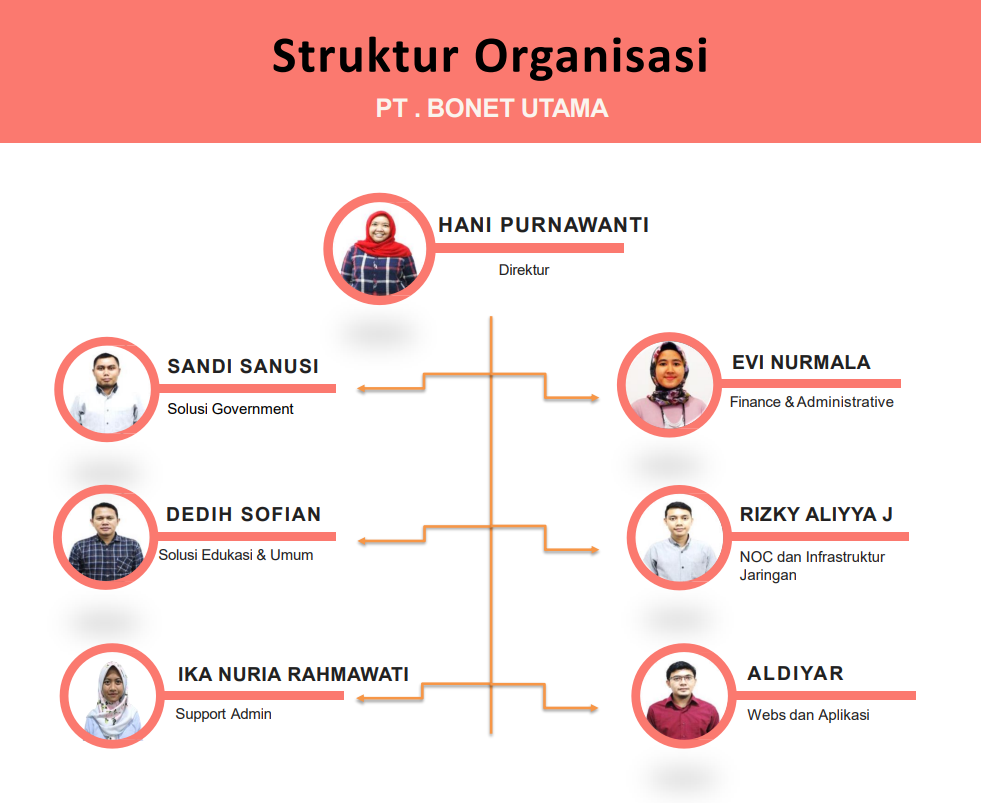 Struktur Organisasi
PT . BONET UTAMA
HANI PURNAWANTI
Direktur
SANDI SANUSI
Solusi Government
EVI NURMALA
Finance & Administrative
DEDIH SOFIAN
Solusi Edukasi & Umum
RIZKY ALIYYA J
NOC dan Infrastruktur
Jaringan
IKA NURIA RAHMAWATI
Support Admin
ALDIYAR
Webs dan Aplikasi